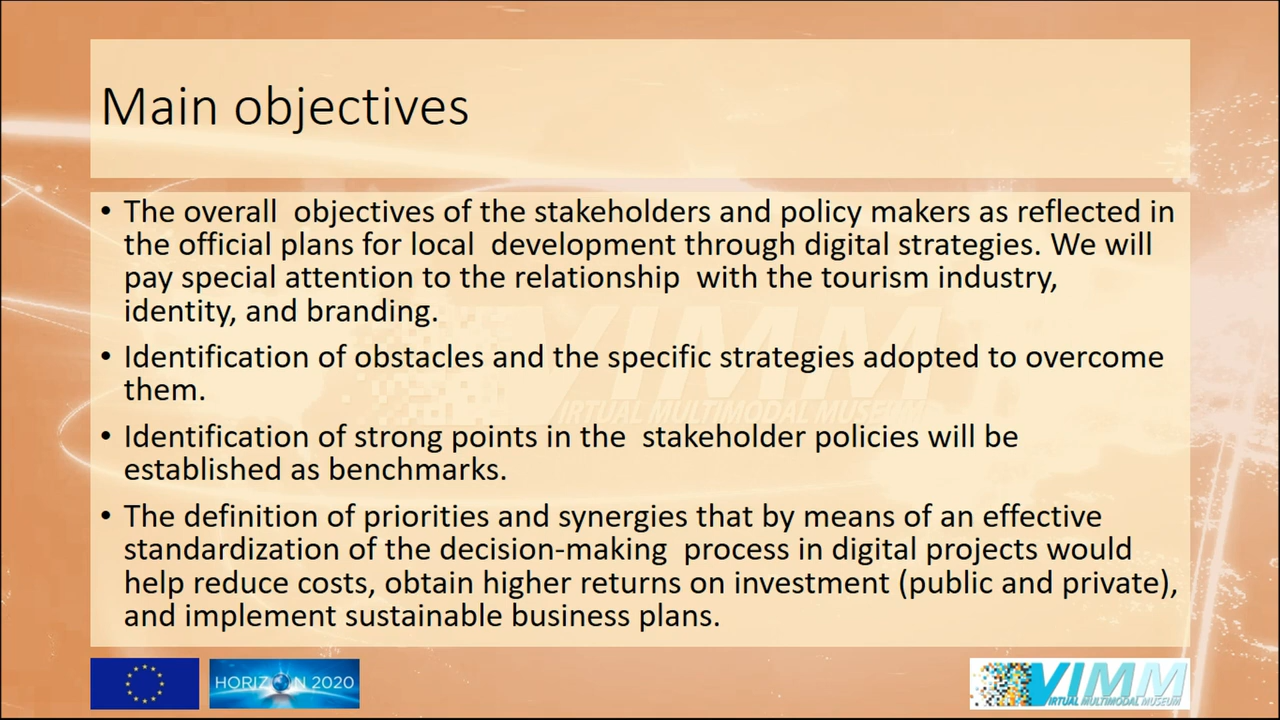 Main objectives
• The overall  objectives of the stakeholders and policy makers as reflected in
the official plans for local  development through digital strategies. We will
pay special attention to the relationship  with the tourism industry,
identity, and branding.
• Identification of obstacles and the specific strategies adopted to overcome
them.
• Identification of strong points in the  stakeholder policies will be
established as benchmarks.
• The definition of priorities and synergies that by means of an effective
standardization of the decision-making  process in digital projects would
help reduce costs, obtain higher returns on investment (public and private),
and implement sustainable business plans.
VIMM
VIRTUAL MULTIMODAL MUSEUM
HORIZON 2020
VIMM
VIRTUAL MULTIMODAL MUSEUM